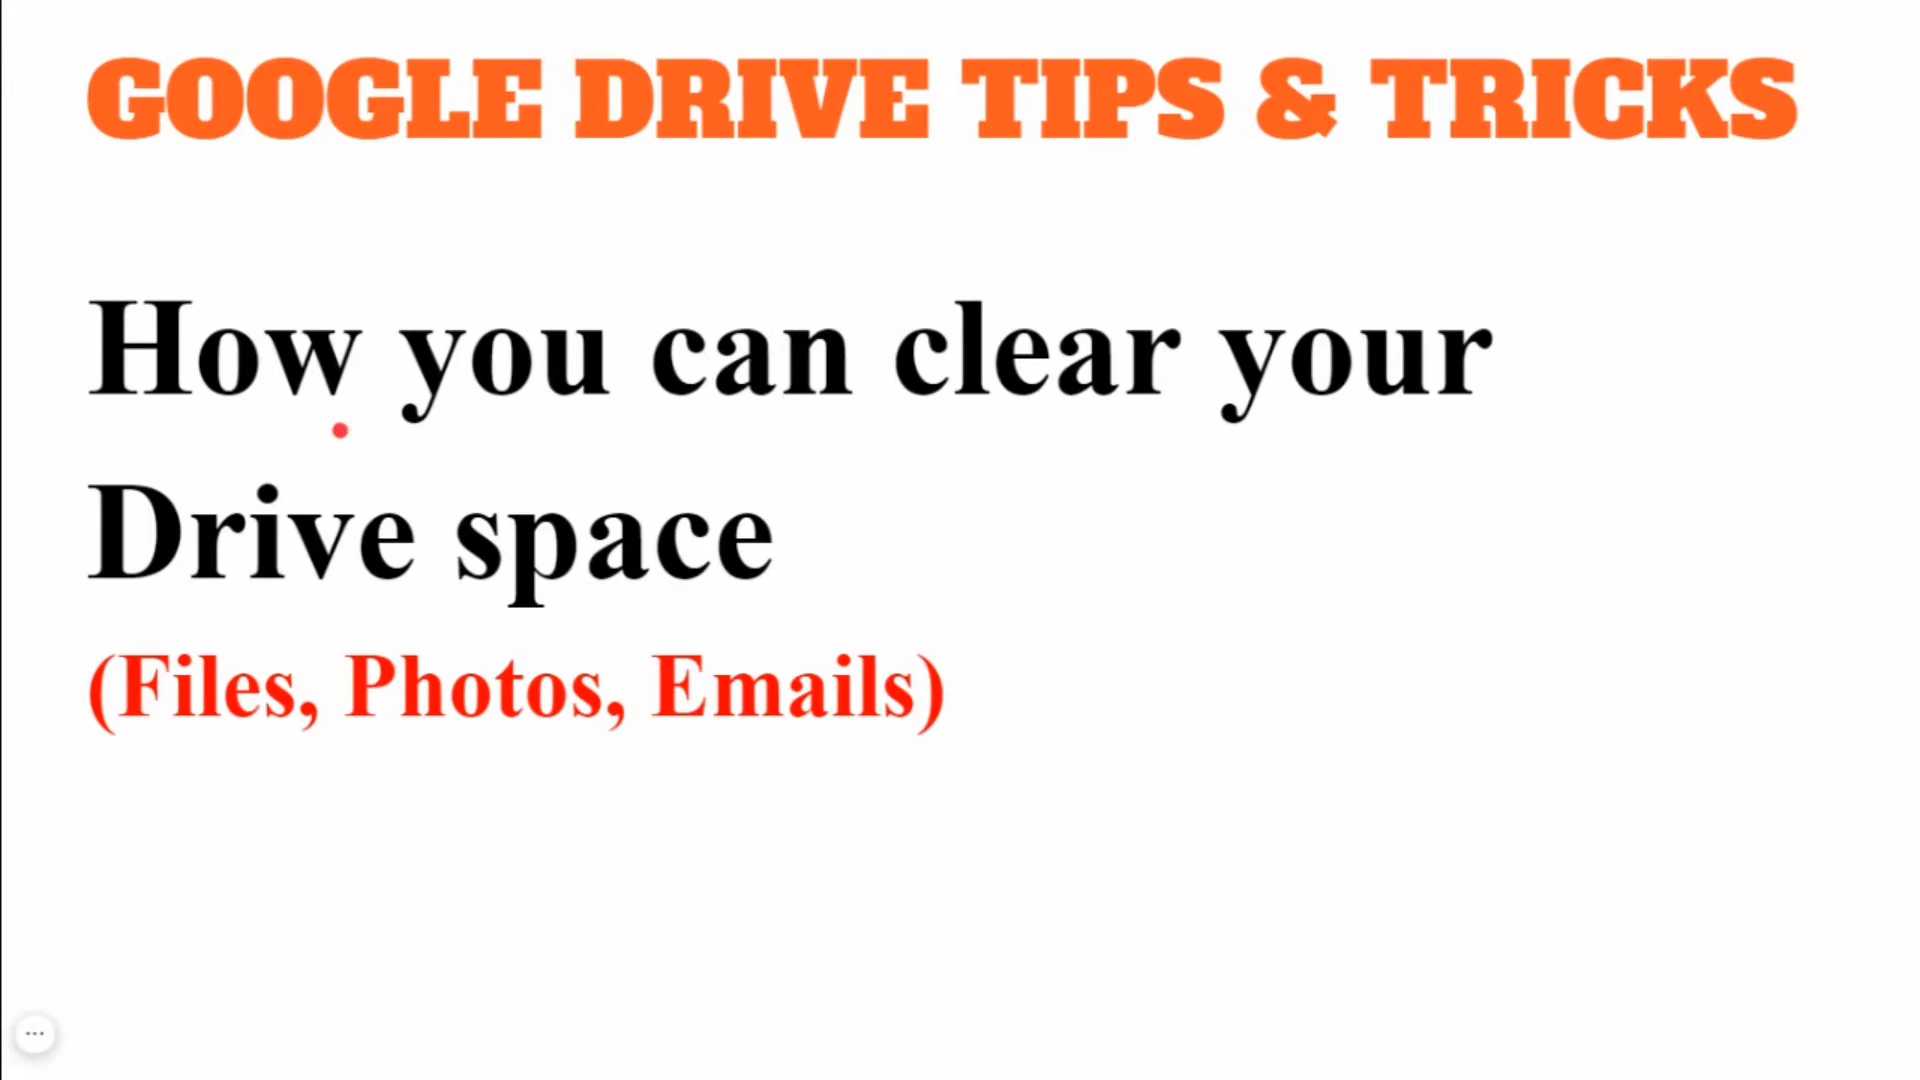 GOOGLE DRIVE TIPS & TRICKS
How you can clear your
Drive space
(Files, Photos, Emails)